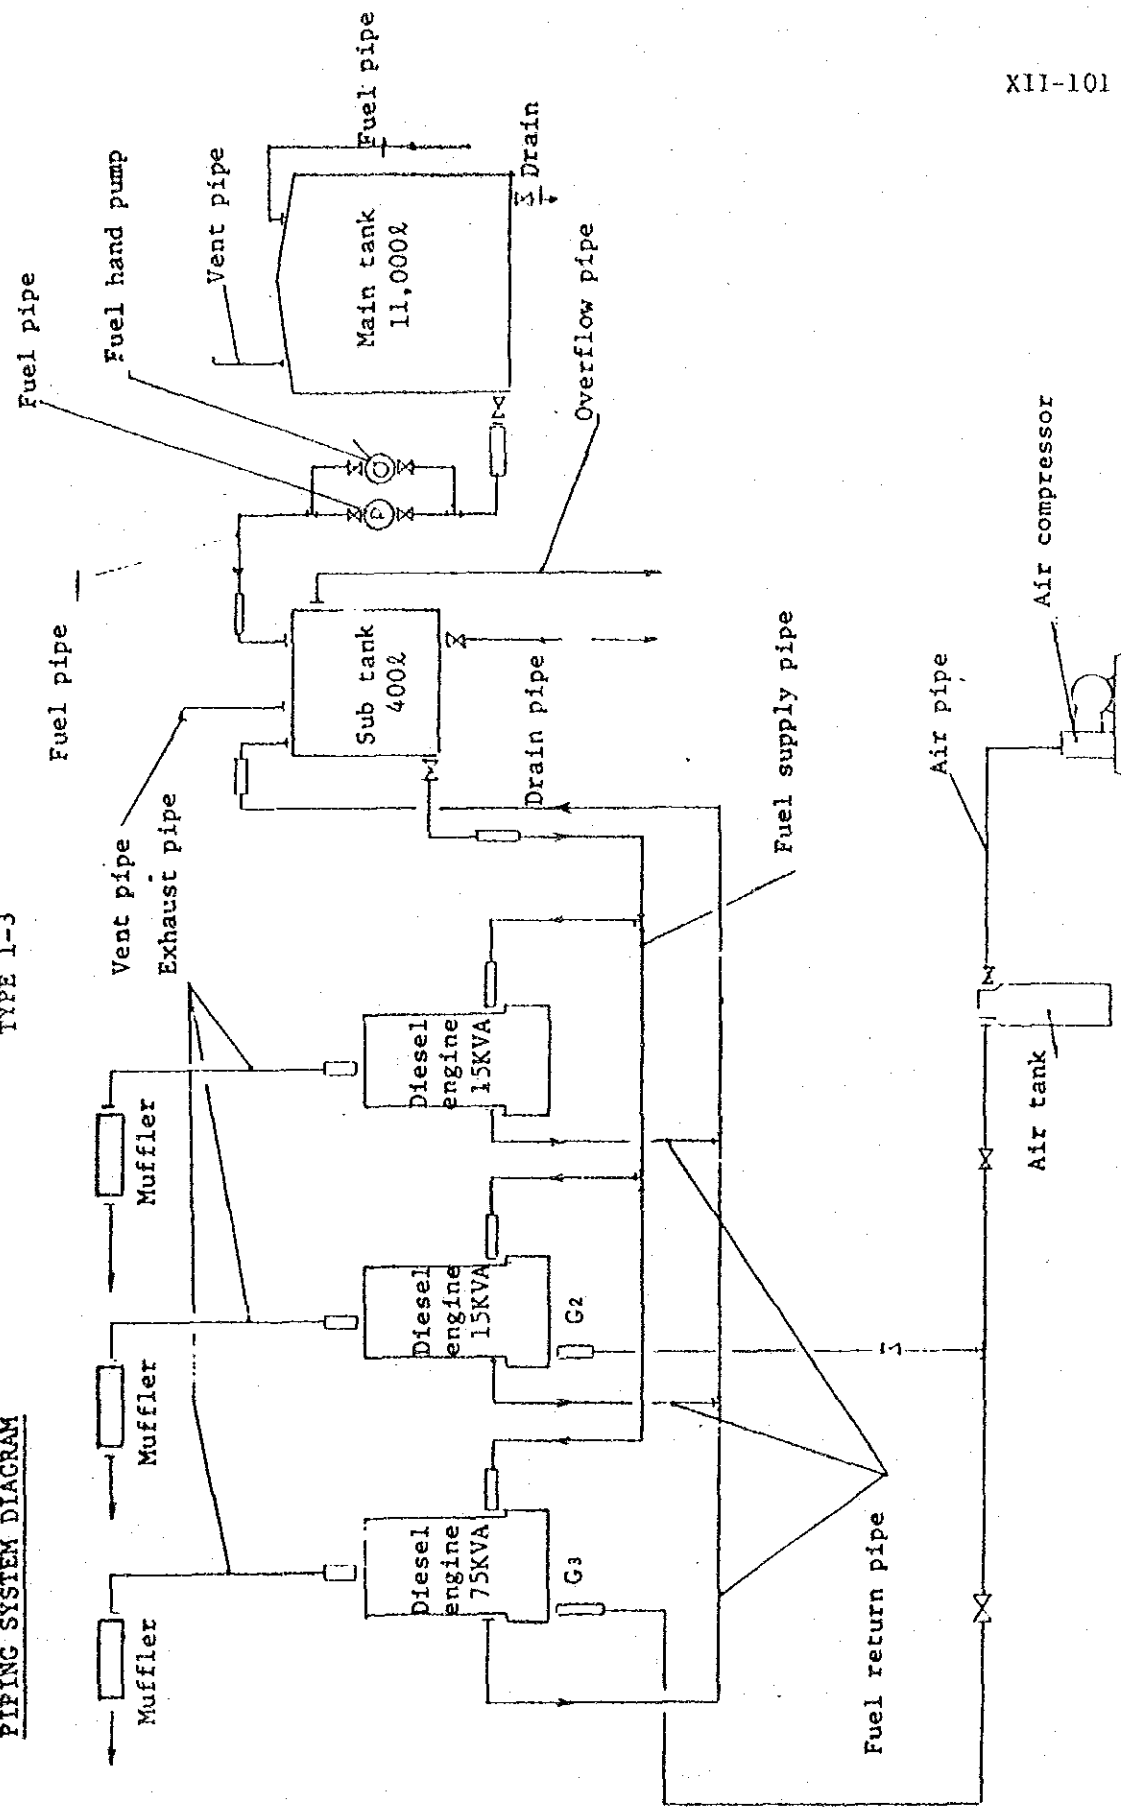 PIPING SYSTEM DIAGRAM
TYPE 1-3
Fuel pipe
Fuel hand pump
Vent pipe
Fuel pipe
Main tank
11,000ℓ
Drain
Overflow pipe
P
Fuel pipe
Vent pipe
Exhaust pipe
Sub tank
400ℓ
Drain pipe
Fuel supply pipe
Muffler
Muffler
Muffler
Diesel
engine
75KVA
G3
Diesel
engine
15KVA
G2
Diesel
engine
15KVA
Fuel return pipe
Air tank
Air pipe
Air compressor
XII-101